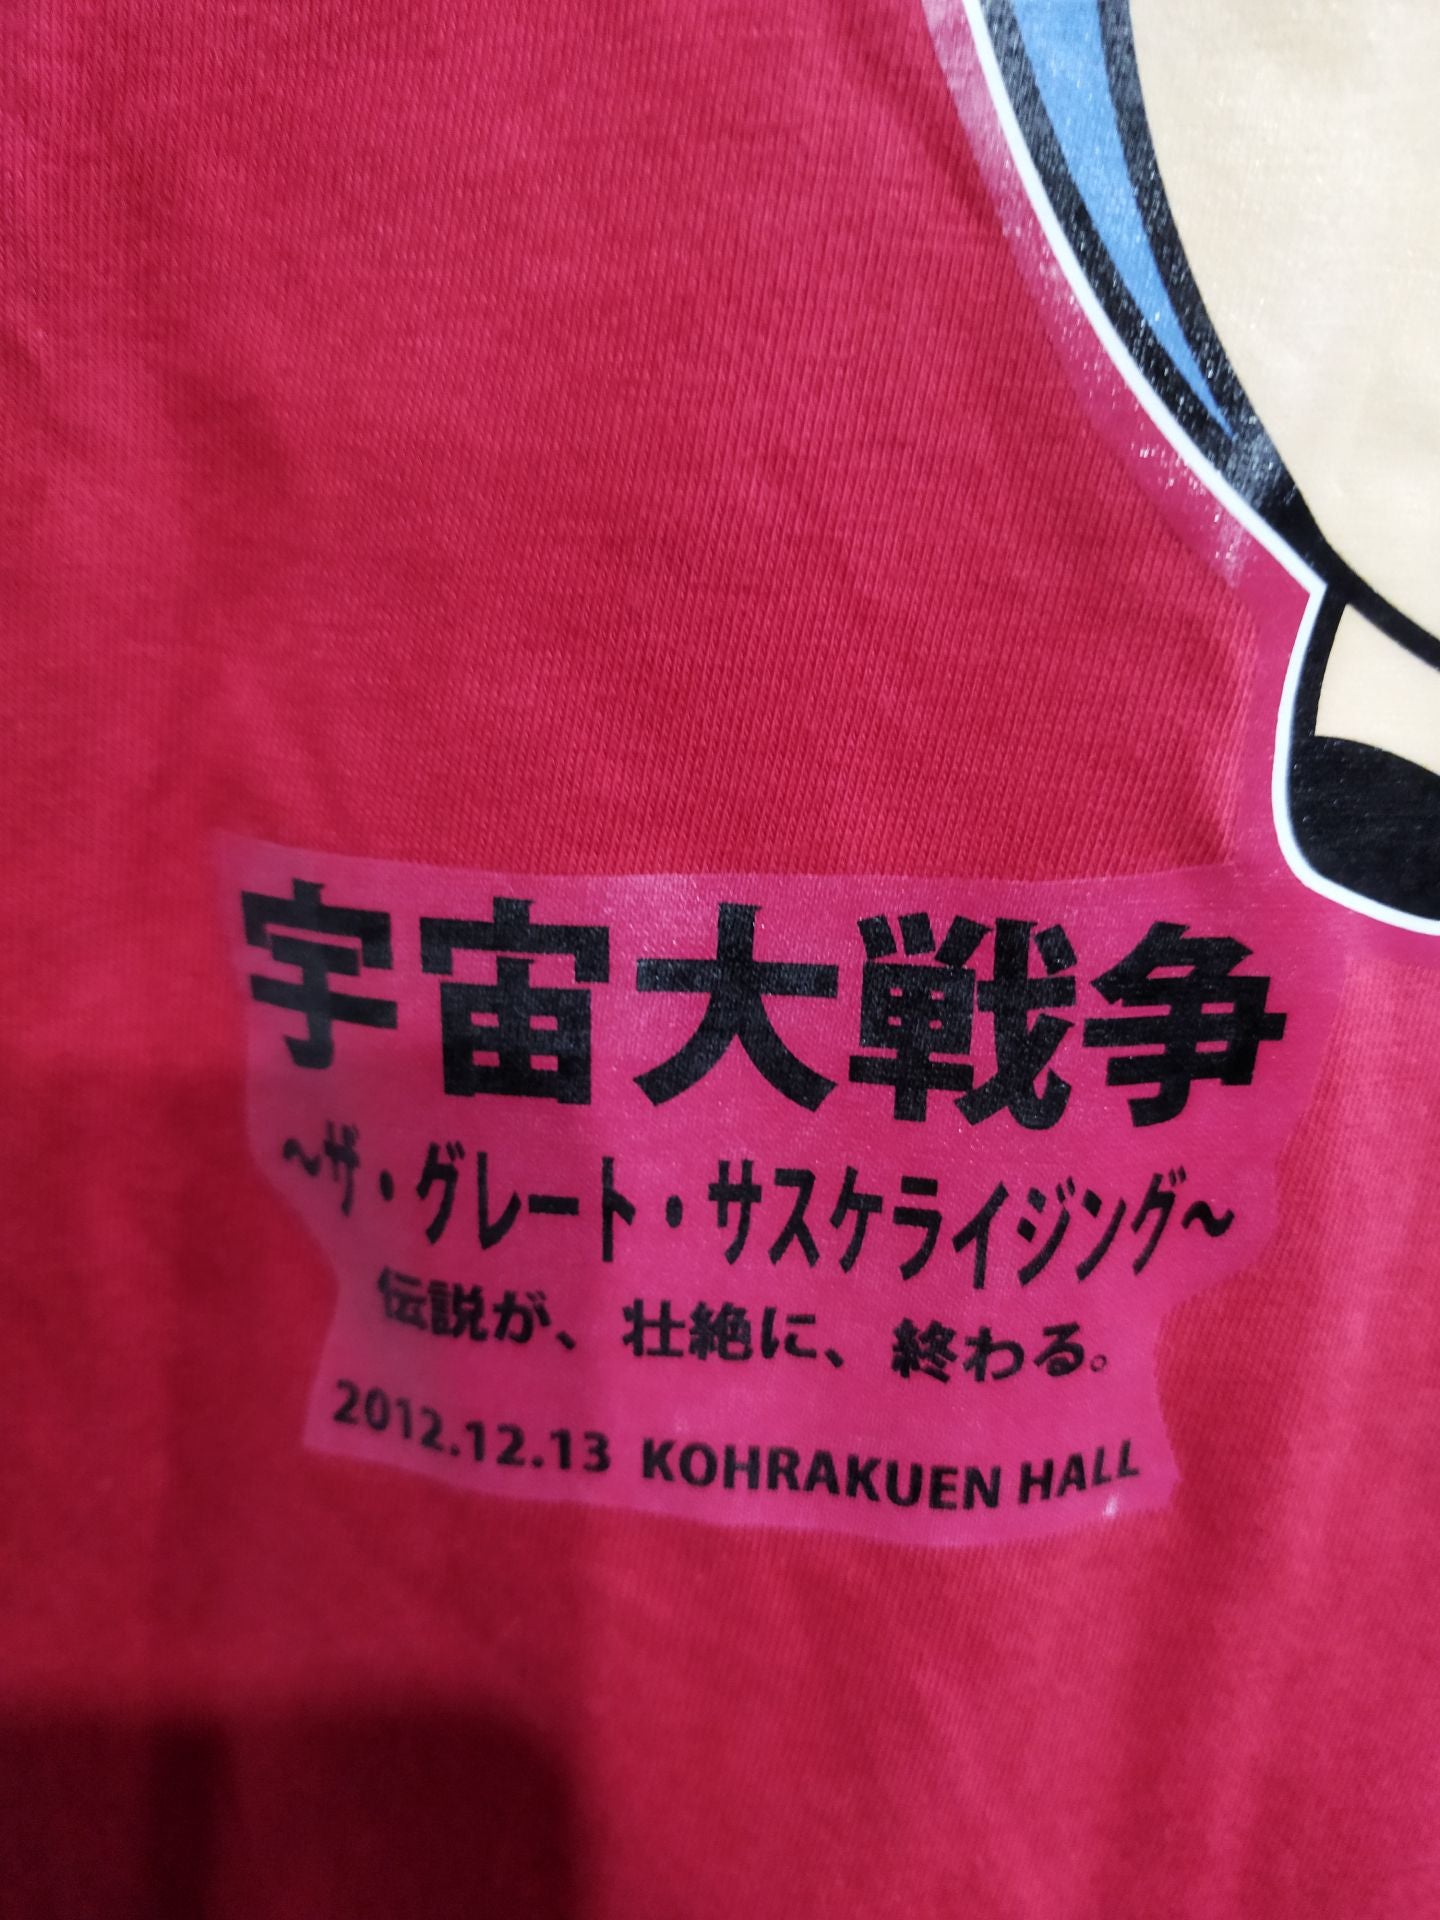 宇宙大戦争
～ザ・グレート・サスケライジング～
伝説が、壮絶に、終わる。
2012.12.13 KOHRAKUEN HALL